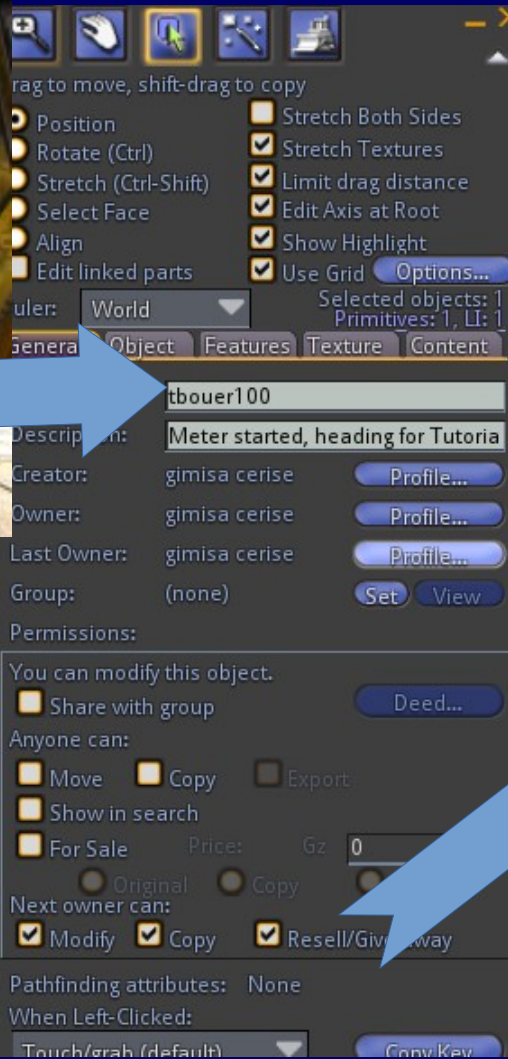 rag to move, shift-drag to copy
Position
Stretch Both Sides
Rotate (Ctrl)
Stretch Textures
Stretch (Ctrl-Shift)
Limit drag distance
Select Face
Edit Axis at Root
Align
Show Highlight
Edit linked parts
Use Grid Options...
uler: World
Selected objects: 1
Primitives: 1, LI: 1
General Object Features Texture Content
tbouer100
Description: Meter started, heading for Tutoria
Creator: gimisa cerise Profile...
Owner: gimisa cerise Profile...
Last Owner: gimisa cerise Profile...
Group: (none) Set View
Permissions:
You can modify this object.
Share with group Deed...
Anyone can:
Move Copy Export
Show in search
For Sale Price: Gz 0
Original Copy
Next owner can:
Modify Copy Resell/Give away
Pathfinding attributes: None
When Left-Clicked:
Touch/grab (default) Copy Key